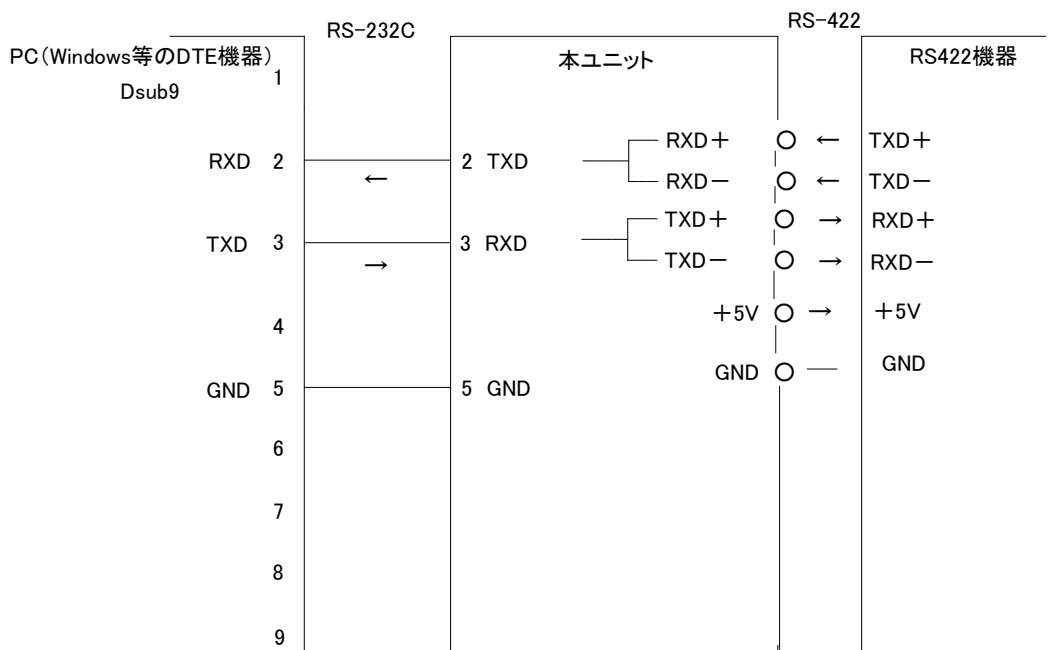 RS-232C
RS-422
PC(Windows等のDTE機器)
本ユニット
RS422機器
1
Dsub9
RXD＋ ← TXD＋
RXD 2 2 TXD
←
RXD－ ← TXD－
TXD＋ → RXD＋
TXD 3 3 RXD
→
TXD－ → RXD－
4
＋5V → ＋5V
GND GND
GND 5 5 GND
6
7
8
9